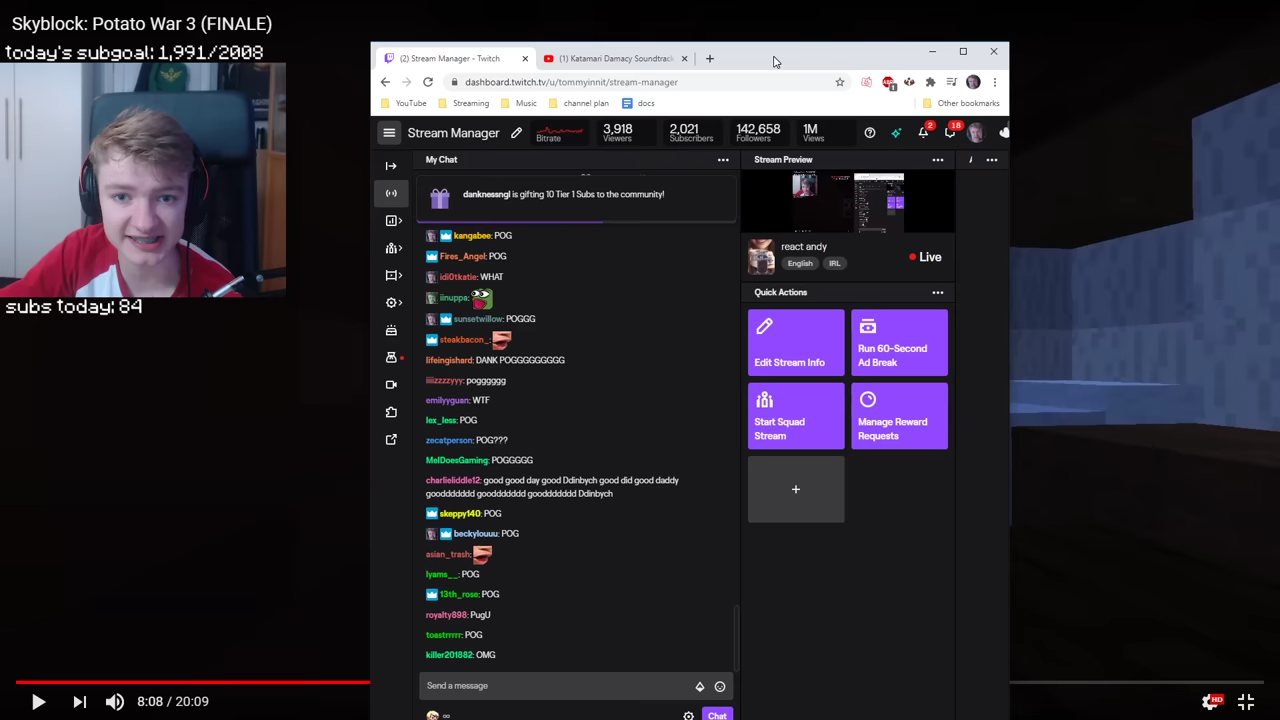 Skyblock: Potato War 3 (FINALE)
today's subgoal: 1,991/2008
subs today: 84
(2) Stream Manager - Twitch
(1) Katamari Damacy Soundtrack
dashboard.twitch.tv/u/tommyinnit/stream-manager
YouTube Streaming Music channel plan docs Other bookmarks
Stream Manager
Bitrate
3,918
Viewers
2,021
Subscribers
142,658
Followers
1M
Views
2
18
My Chat
danknessngl is gifting 10 Tier 1 Subs to the community!
kangabee: POG
Fires_Angel: POG
idi0tkatie: WHAT
iinuppa:
sunsetwillow: POGGG
steakbacon_:
lifeingishard: DANK POGGGGGGGGG
iiiizzzzyyy: pogggggg
emilyyguan: WTF
lex_less: POG
zecatperson: POG???
MelDoesGaming: POGGGGG
charlieliddle12: good good day good Ddinbych good did good daddy
gooddddddd gooddddddd gooddddddd Ddinbych
skeppy140: POG
beckylouuu: POG
asian_trash:
lyams__: POG
13th_rose: POG
royalty898: PugU
toastrrrrr: POG
killer201882: OMG
Send a message
Chat
Stream Preview
react andy
English IRL
Live
Quick Actions
Edit Stream Info
Run 60-Second
Ad Break
Start Squad
Stream
Manage Reward
Requests
8:08 / 20:09
HD